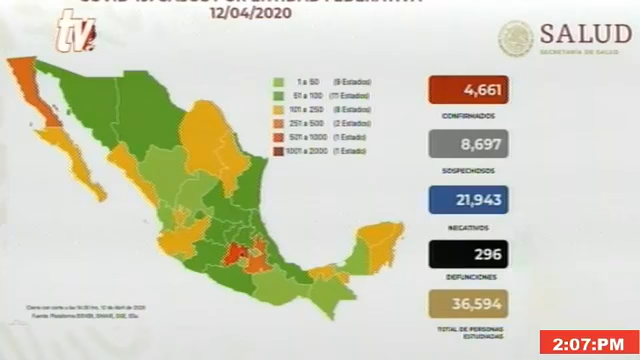 12/04/2020
tv
SALUD
SECRETARÍA DE SALUD
1 a 50 (9 Estados)
51 a 100 (11 Estados)
101 a 250 (8 Estados)
251 a 500 (2 Estados)
501 a 1000 (1 Estado)
1001 a 2000 (1 Estado)
4,661
CONFIRMADOS
8,697
SOSPECHOSOS
21,943
NEGATIVOS
296
DEFUNCIONES
36,594
TOTAL DE PERSONAS
ESTUDIADAS
2:07:PM